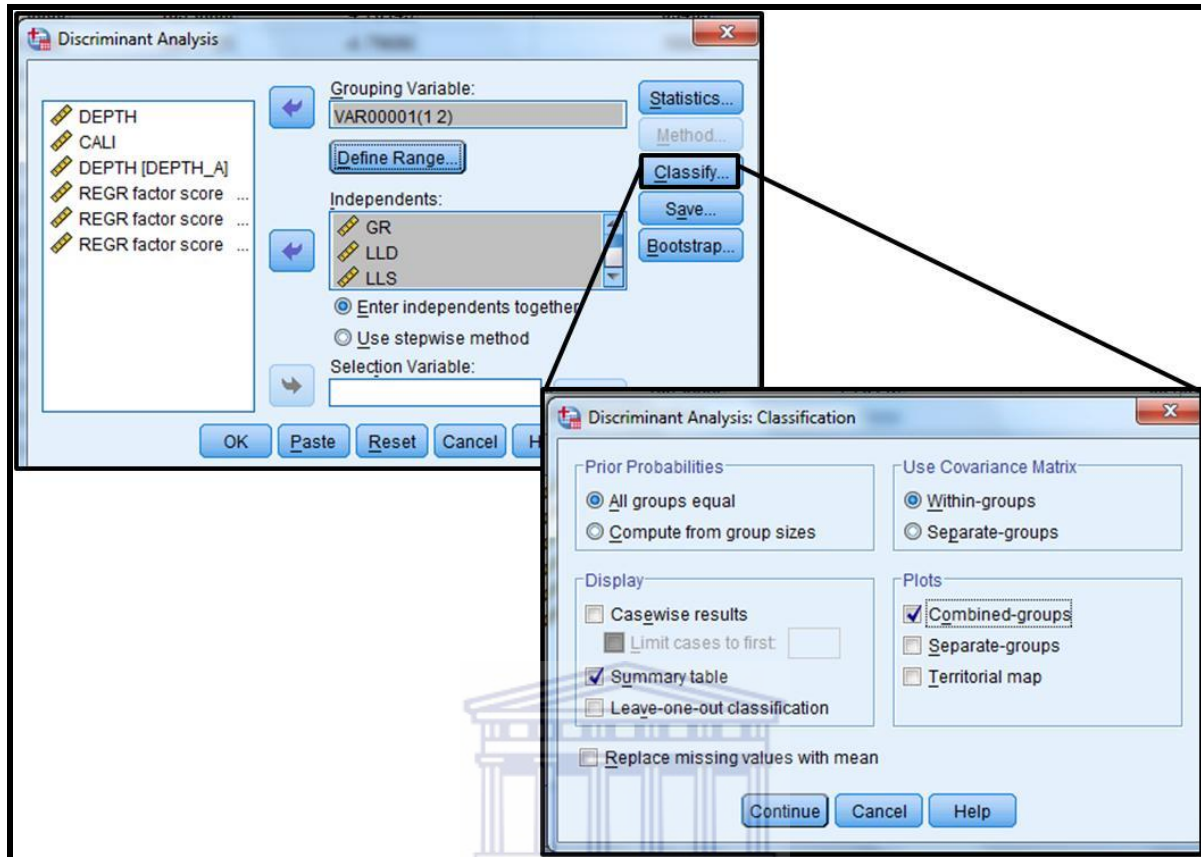 Discriminant Analysis
DEPTH
CALI
DEPTH [DEPTH_A]
REGR factor score ...
REGR factor score ...
REGR factor score ...
Grouping Variable:
VAR00001(1 2)
Define Range...
Independents:
GR
LLD
LLS
Enter independents together
Use stepwise method
Selection Variable:
Statistics...
Method...
Classify...
Save...
Bootstrap...
OK
Paste
Reset
Cancel
H
Discriminant Analysis: Classification
Prior Probabilities
All groups equal
Compute from group sizes
Use Covariance Matrix
Within-groups
Separate-groups
Display
Casewise results
Limit cases to first:
Summary table
Leave-one-out classification
Plots
Combined-groups
Separate-groups
Territorial map
Replace missing values with mean
Continue
Cancel
Help